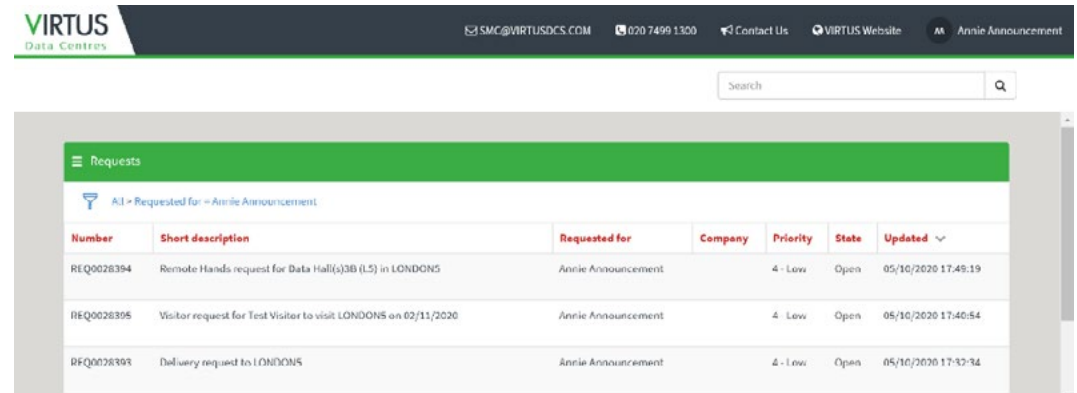 VIRTUS
Data Centres
SMC@VIRTUSDCS.COM 020 7499 1300 Contact Us VIRTUS Website AA Annie Announcement
Search
Requests
All > Requested for = Annie Announcement
Number Short description Requested for Company Priority State Updated
REQ0028394 Remote Hands request for Data Hall(s)3B (L5) in LONDON5 Annie Announcement 4 - Low Open 05/10/2020 17:49:19
REQ0028395 Visitor request for Test Visitor to visit LONDON5 on 02/11/2020 Annie Announcement 4 - Low Open 05/10/2020 17:40:54
REQ0028393 Delivery request to LONDON5 Annie Announcement 4 - Low Open 05/10/2020 17:32:34